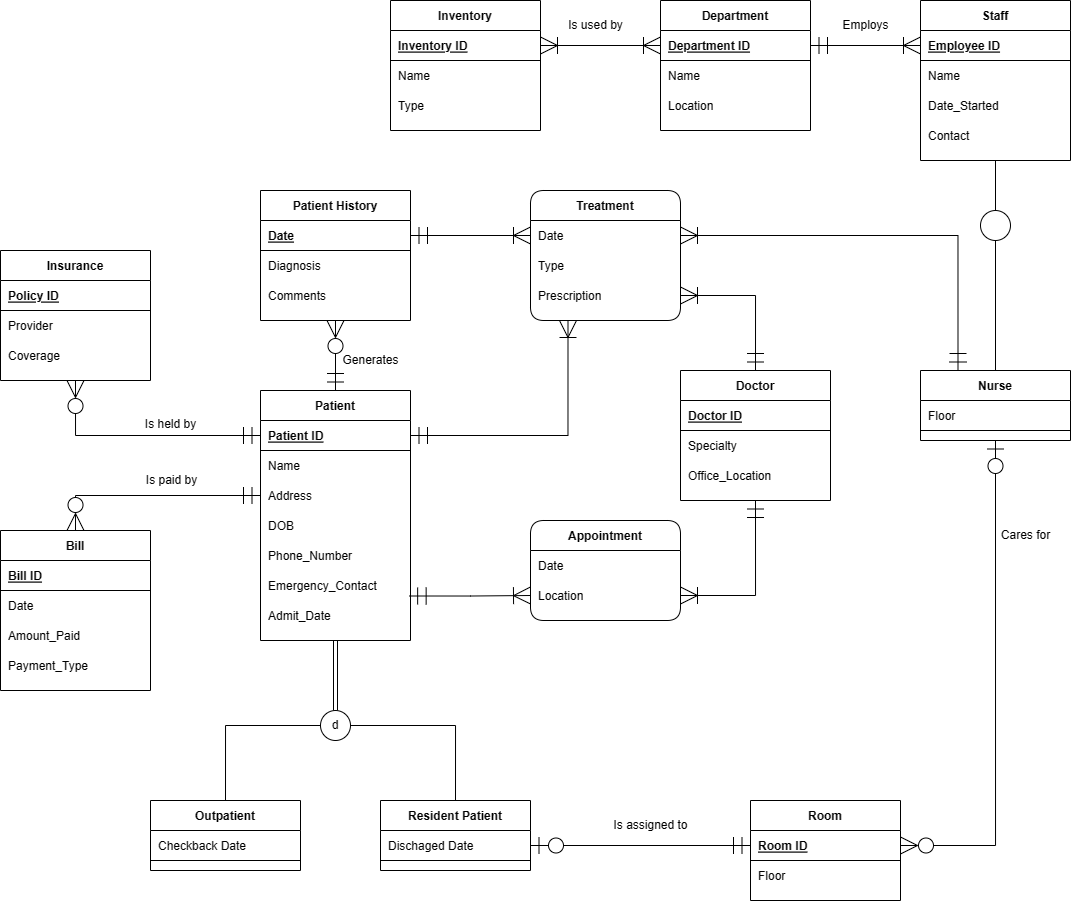 Inventory
Inventory ID
Name
Type
Is used by
Department
Department ID
Name
Location
Employs
Staff
Employee ID
Name
Date_Started
Contact
Patient History
Date
Diagnosis
Comments
Treatment
Date
Type
Prescription
Insurance
Policy ID
Provider
Coverage
Generates
Is held by
Patient
Patient ID
Name
Address
DOB
Phone_Number
Emergency_Contact
Admit_Date
Doctor
Doctor ID
Specialty
Office_Location
Nurse
Floor
Is paid by
Bill
Bill ID
Date
Amount_Paid
Payment_Type
Appointment
Date
Location
Cares for
d
Outpatient
Checkback Date
Resident Patient
Dischaged Date
Is assigned to
Room
Room ID
Floor